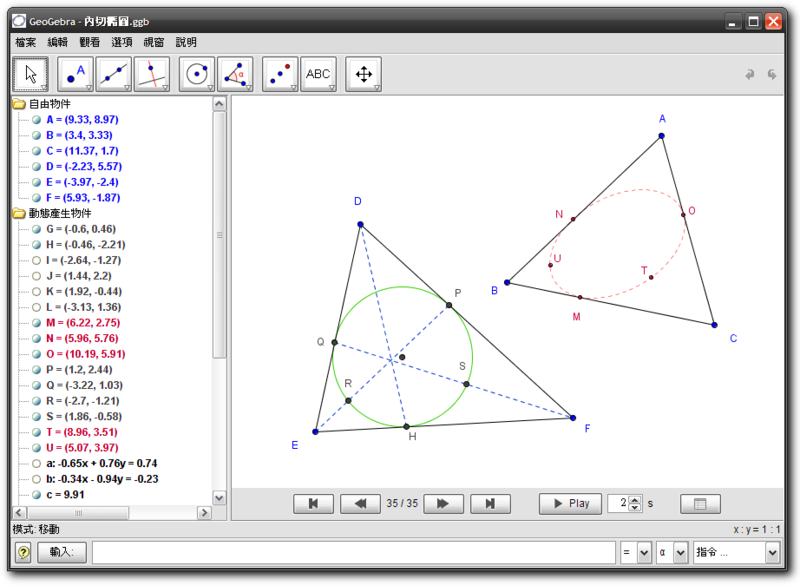 GeoGebra - 內切橢圓.ggb
檔案 編輯 觀看 選項 視窗 說明
A α ABC
自由物件
A = (9.33, 8.97)
B = (3.4, 3.33)
C = (11.37, 1.7)
D = (-2.23, 5.57)
E = (-3.97, -2.4)
F = (5.93, -1.87)
動態產生物件
G = (-0.6, 0.46)
H = (-0.46, -2.21)
I = (-2.64, -1.27)
J = (1.44, 2.2)
K = (1.92, -0.44)
L = (-3.13, 1.36)
M = (6.22, 2.75)
N = (5.96, 5.76)
O = (10.19, 5.91)
P = (1.2, 2.44)
Q = (-3.22, 1.03)
R = (-2.7, -1.21)
S = (1.86, -0.58)
T = (8.96, 3.51)
U = (5.07, 3.97)
a: -0.65x + 0.76y = 0.74
b: -0.34x - 0.94y = -0.23
c = 9.91
A
D
N
O
U
T
B
P
M
C
Q
S
R
F
H
E
35 / 35
Play
2
s
模式: 移動
x : y = 1 : 1
?
輸入:
=
α
指令 ...